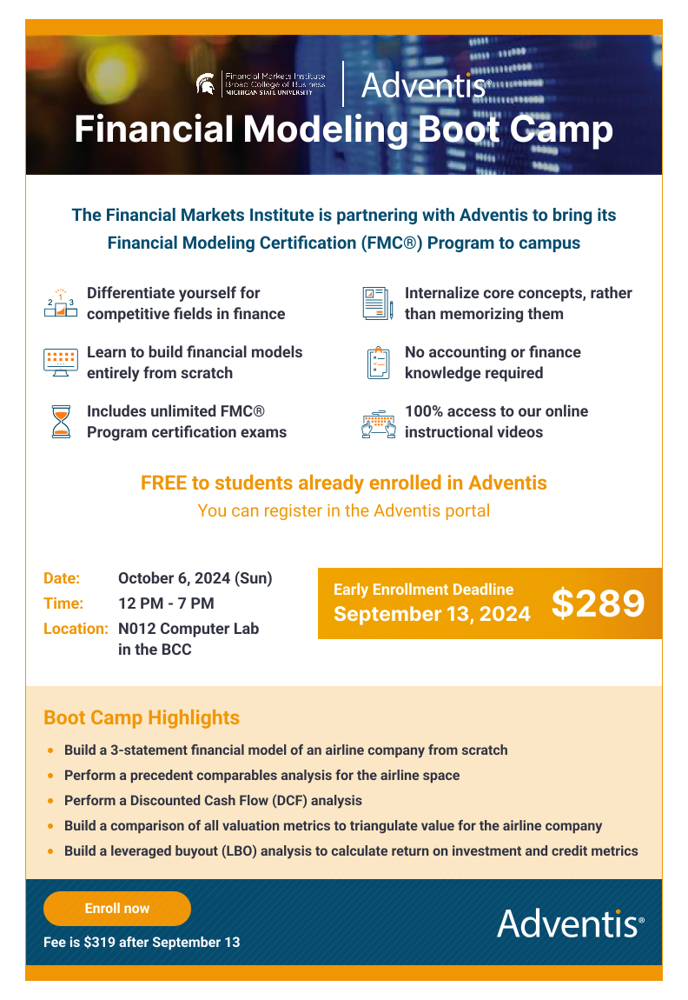 Financial Markets Institute
Broad College of Business
MICHIGAN STATE UNIVERSITY
Adventis®
Financial Modeling Boot Camp
The Financial Markets Institute is partnering with Adventis to bring its
Financial Modeling Certification (FMC®) Program to campus
1
2 3
Differentiate yourself for
competitive fields in finance
Internalize core concepts, rather
than memorizing them
Learn to build financial models
entirely from scratch
No accounting or finance
knowledge required
Includes unlimited FMC®
Program certification exams
100% access to our online
instructional videos
FREE to students already enrolled in Adventis
You can register in the Adventis portal
Date: October 6, 2024 (Sun)
Time: 12 PM - 7 PM
Location: N012 Computer Lab
in the BCC
Early Enrollment Deadline
September 13, 2024
$289
Boot Camp Highlights
• Build a 3-statement financial model of an airline company from scratch
• Perform a precedent comparables analysis for the airline space
• Perform a Discounted Cash Flow (DCF) analysis
• Build a comparison of all valuation metrics to triangulate value for the airline company
• Build a leveraged buyout (LBO) analysis to calculate return on investment and credit metrics
Enroll now
Fee is $319 after September 13
Adventis®